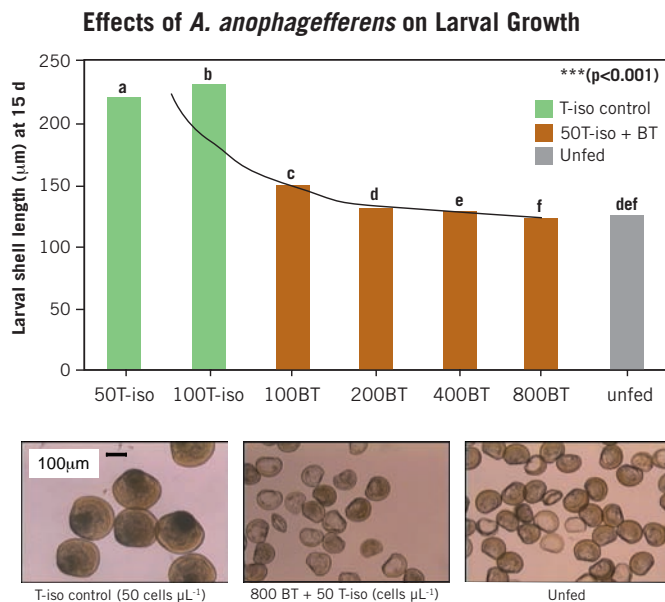 Effects of A. anophagefferens on Larval Growth
Larval shell length (μm) at 15 d
250
200
150
100
50
0
a
b
c
d
e
f
def
***(p<0.001)
T-iso control
50T-iso + BT
Unfed
50T-iso
100T-iso
100BT
200BT
400BT
800BT
unfed
100μm
T-iso control (50 cells μL⁻¹)
800 BT + 50 T-iso (cells μL⁻¹)
Unfed